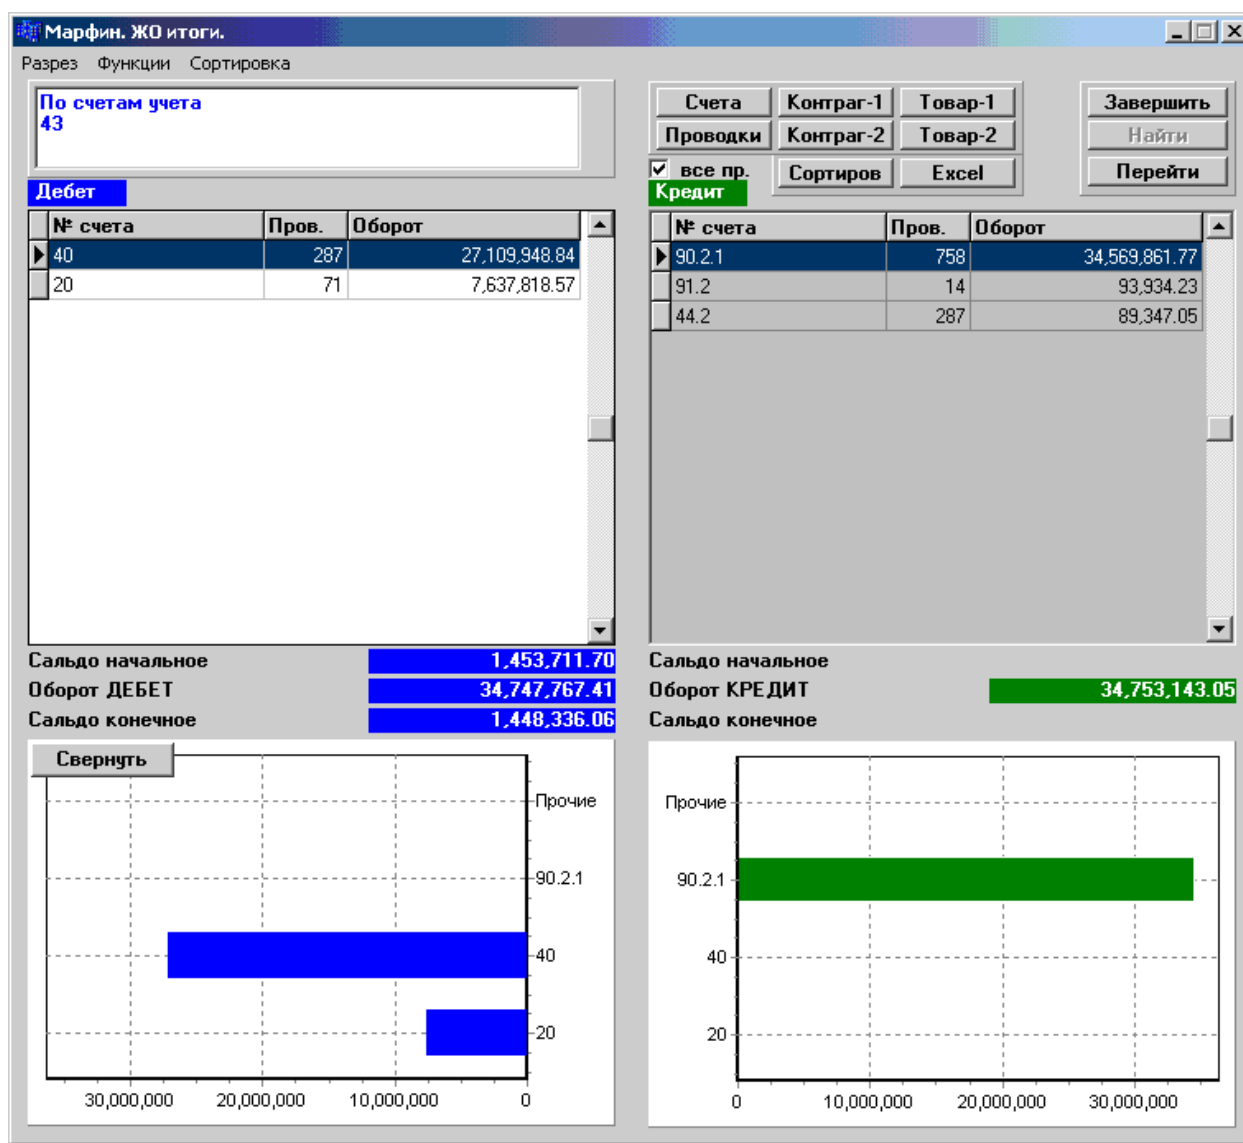 Марфин. ЖО итоги.
Разрез Функции Сортировка
По счетам учета
43
Счета Контраг-1 Товар-1 Завершить
Проводки Контраг-2 Товар-2 Найти
все пр. Сортиров Excel Перейти
Дебет Кредит
№ счета Пров. Оборот
40 287 27,109,948.84
20 71 7,637,818.57
№ счета Пров. Оборот
90.2.1 758 34,569,861.77
91.2 14 93,934.23
44.2 287 89,347.05
Сальдо начальное 1,453,711.70
Оборот ДЕБЕТ 34,747,767.41
Сальдо конечное 1,448,336.06
Сальдо начальное
Оборот КРЕДИТ 34,753,143.05
Сальдо конечное
Свернуть
Прочие
90.2.1
40
20
30,000,000 20,000,000 10,000,000 0
Прочие
90.2.1
40
20
0 10,000,000 20,000,000 30,000,000